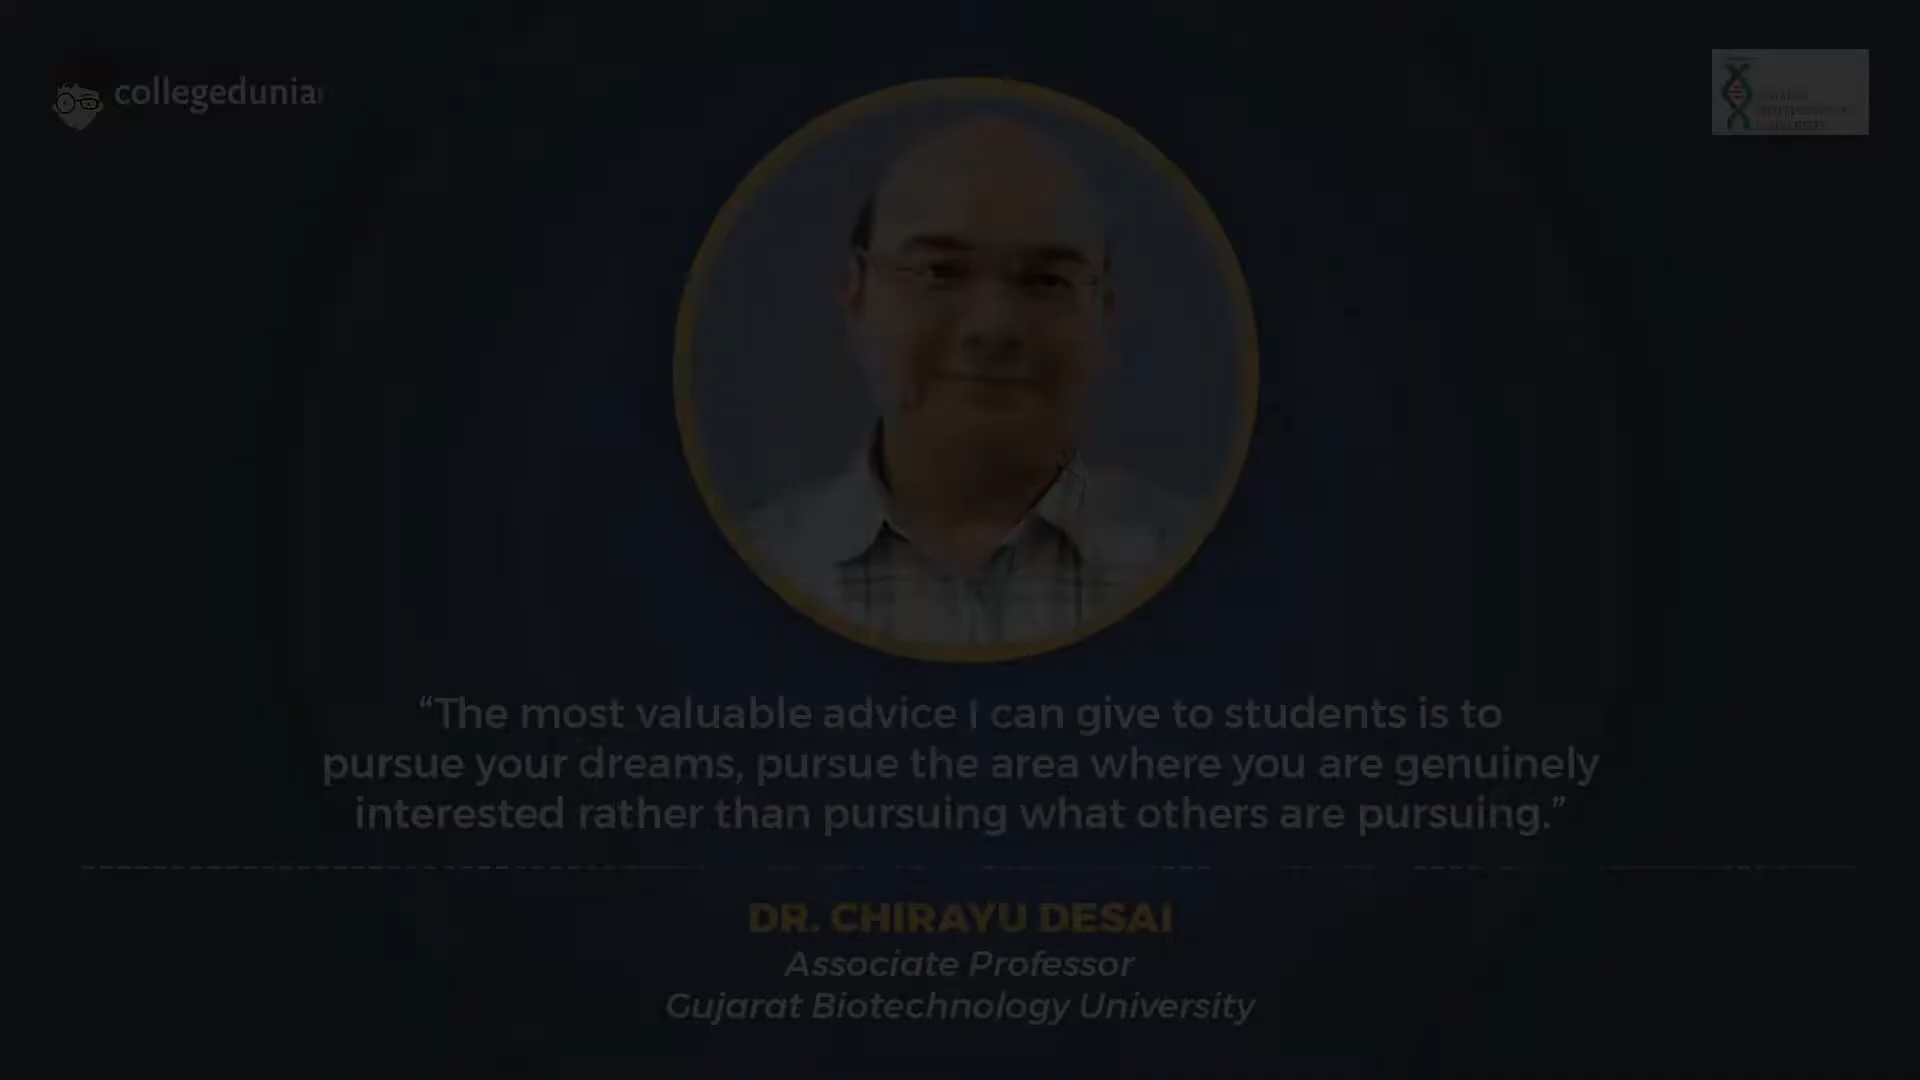 collegedunia
“The most valuable advice I can give to students is to
pursue your dreams, pursue the area where you are genuinely
interested rather than pursuing what others are pursuing.”
DR. CHIRAYU DESAI
Associate Professor
Gujarat Biotechnology University